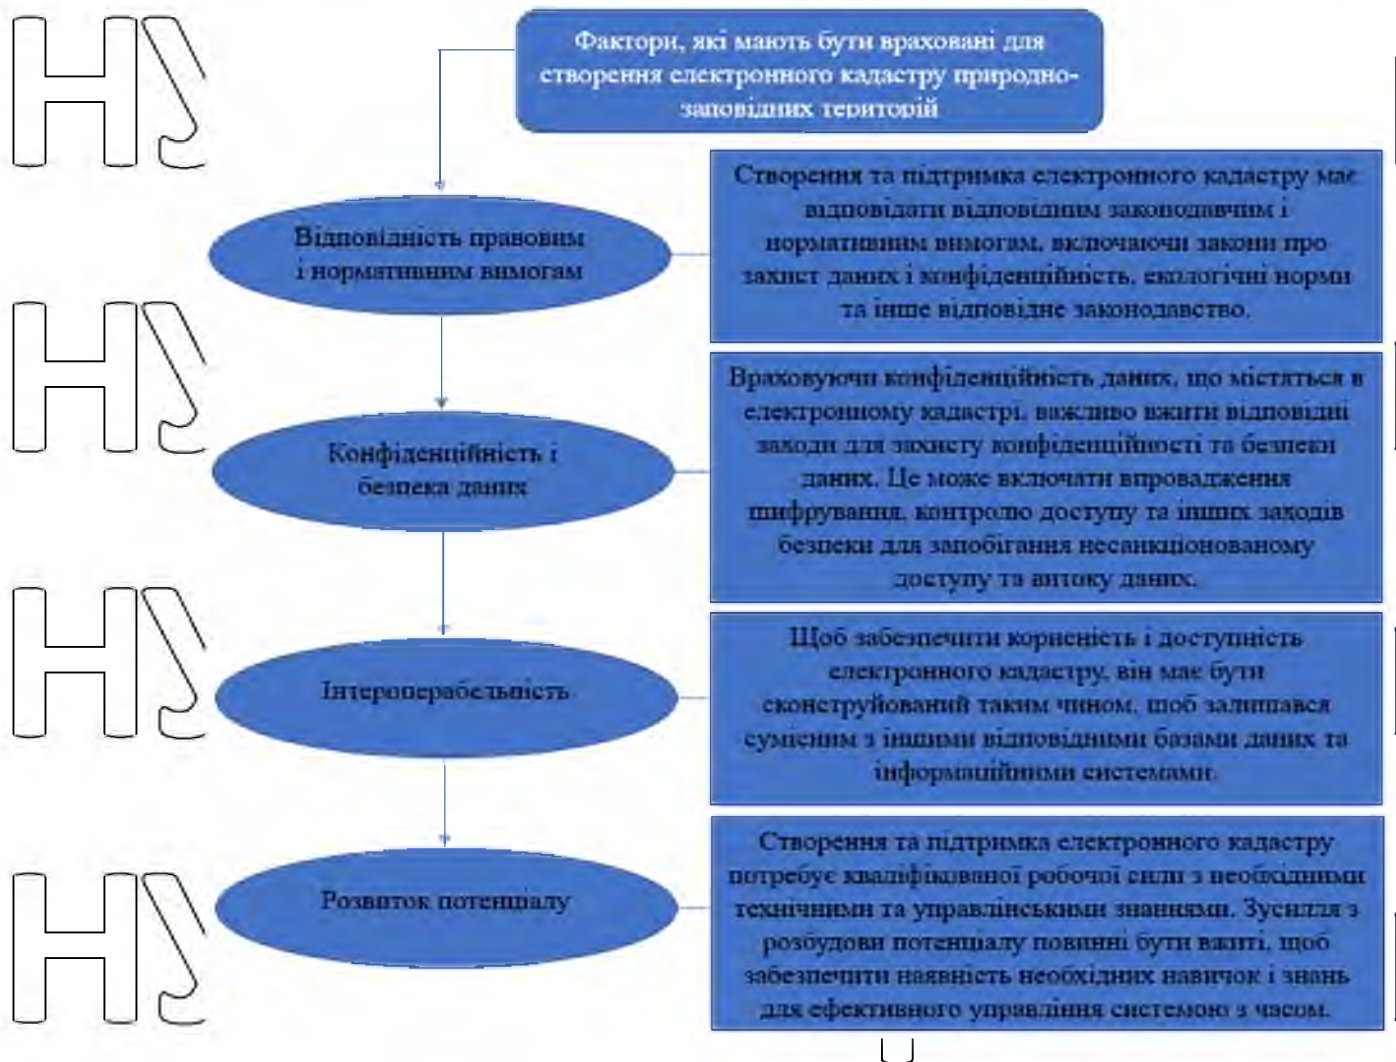 Фактори, які мають бути враховані для
створення електронного кадастру природно-
заповідних територій
Відповідність правовим
і нормативним вимогам
Створення та підтримка електронного кадастру має
відповідати відповідним законодавчим і
нормативним вимогам, включаючи закони про
захист даних і конфіденційність, екологічні норми
та інше відповідне законодавство.
Конфіденційність і
безпека даних
Враховуючи конфіденційність даних, що містяться в
електронному кадастрі, важливо вжити відповідні
заходи для захисту конфіденційності та безпеки
даних. Це може включати впровадження
шифрування, контролю доступу та інших заходів
безпеки для запобігання несанкціонованому
доступу та витоку даних.
Інтероперабельність
Щоб забезпечити корисність і доступність
електронного кадастру, він має бути
сконструйований таким чином, щоб залишався
сумісним з іншими відповідними базами даних та
інформаційними системами.
Розвиток потенціалу
Створення та підтримка електронного кадастру
потребує кваліфікованої робочої сили з необхідними
технічними та управлінськими знаннями. Зусилля з
розбудови потенціалу повинні бути вжиті, щоб
забезпечити наявність необхідних навичок і знань
для ефективного управління системою з часом.
НУ
НУ
НУ
НУ